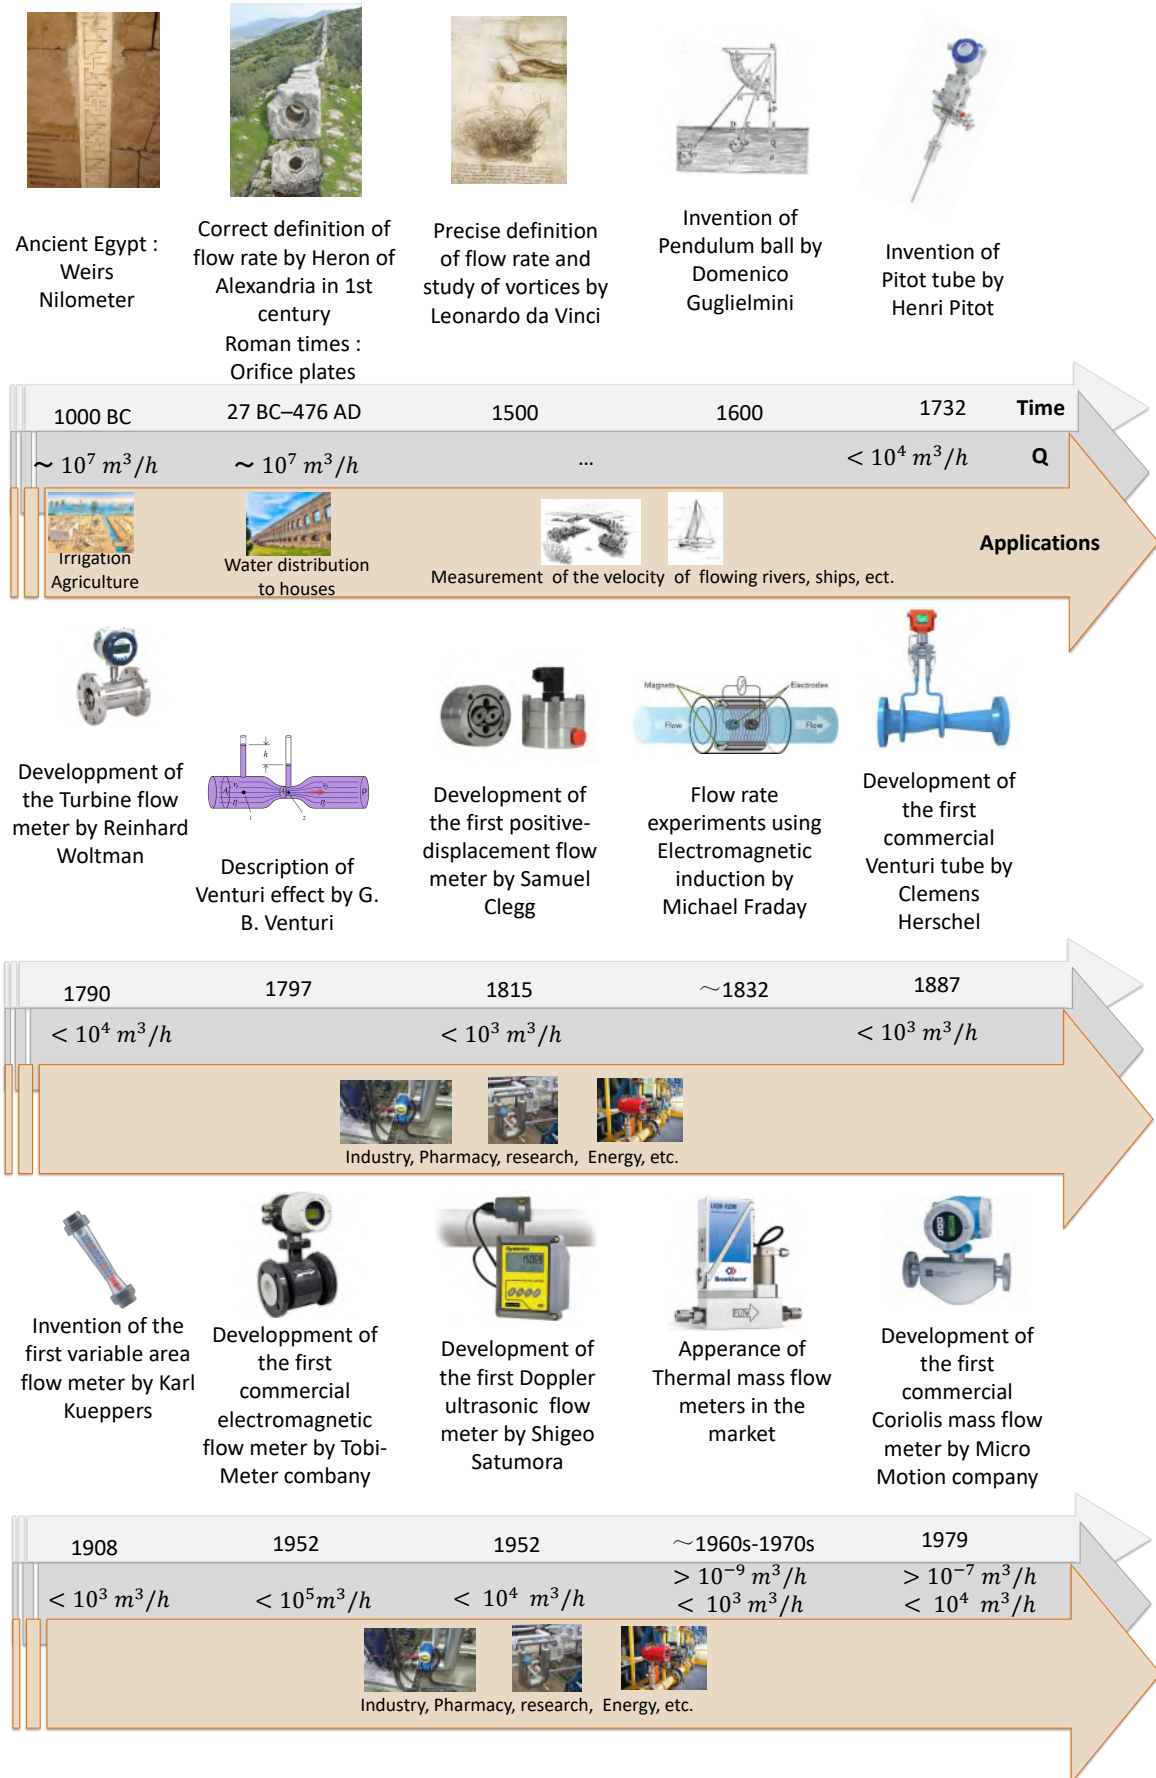 Ancient Egypt :
Weirs
Nilometer
Correct definition of
flow rate by Heron of
Alexandria in 1st
century
Roman times :
Orifice plates
Precise definition
of flow rate and
study of vortices by
Leonardo da Vinci
Invention of
Pendulum ball by
Domenico
Guglielmini
Invention of
Pitot tube by
Henri Pitot
1000 BC
27 BC–476 AD
1500
1600
1732
Time
~ 10⁷ m³/h
~ 10⁷ m³/h
...
< 10⁴ m³/h
Q
Irrigation
Agriculture
Water distribution
to houses
Measurement of the velocity of flowing rivers, ships, ect.
Applications
Developpment of
the Turbine flow
meter by Reinhard
Woltman
h
1
2
Description of
Venturi effect by G.
B. Venturi
Development of
the first positive-
displacement flow
meter by Samuel
Clegg
Magnets
Electrodes
Flow
Flow
Flow rate
experiments using
Electromagnetic
induction by
Michael Fraday
Development of
the first
commercial
Venturi tube by
Clemens
Herschel
1790
1797
1815
~1832
1887
< 10⁴ m³/h
< 10³ m³/h
< 10³ m³/h
Industry, Pharmacy, research, Energy, etc.
Invention of the
first variable area
flow meter by Karl
Kueppers
Developpment of
the first
commercial
electromagnetic
flow meter by Tobi-
Meter combany
Development of
the first Doppler
ultrasonic flow
meter by Shigeo
Satumora
Bronkhorst
FLOW
Apperance of
Thermal mass flow
meters in the
market
Development of
the first
commercial
Coriolis mass flow
meter by Micro
Motion company
1908
1952
1952
~1960s-1970s
1979
< 10³ m³/h
< 10⁵m³/h
< 10⁴ m³/h
> 10⁻⁹ m³/h
< 10³ m³/h
> 10⁻⁷ m³/h
< 10⁴ m³/h
Industry, Pharmacy, research, Energy, etc.